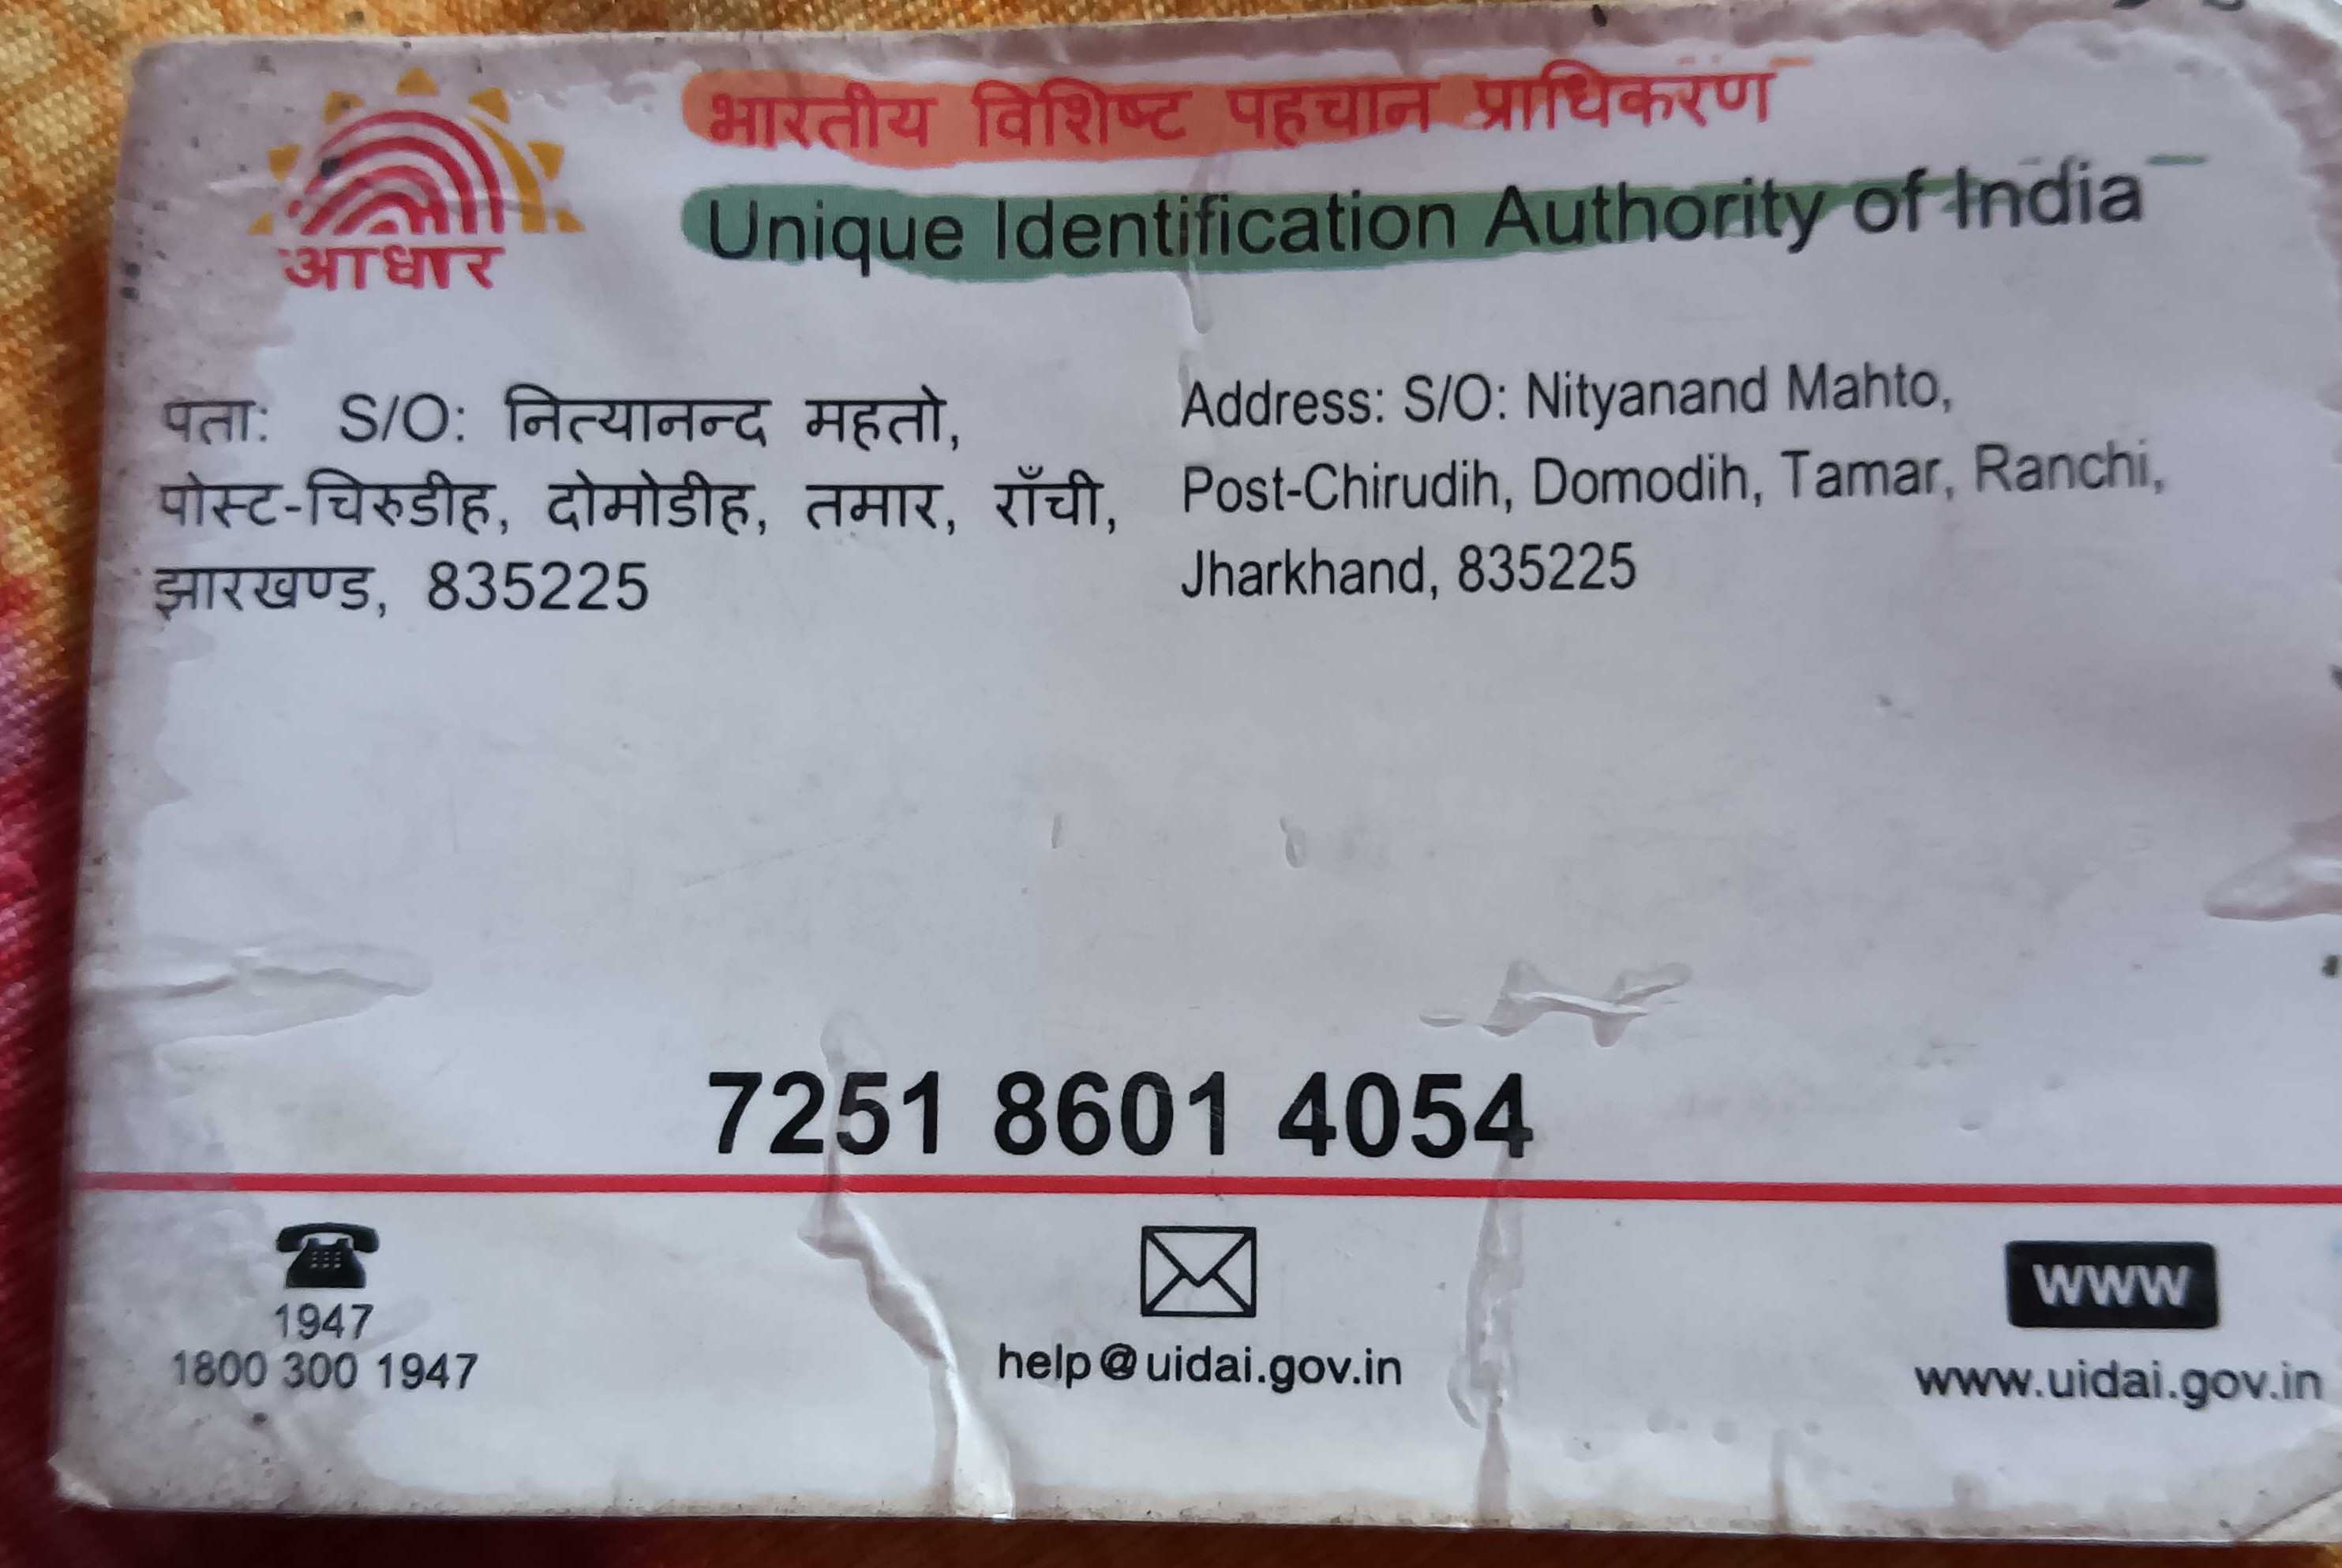 भारतीय विशिष्ट पहचान प्राधिकरण
Unique Identification Authority of India
आधार
पता: S/O: नित्यानन्द महतो,
पोस्ट-चिरुडीह, दोमोडीह, तमार, राँची,
झारखण्ड, 835225
Address: S/O: Nityanand Mahto,
Post-Chirudih, Domodih, Tamar, Ranchi,
Jharkhand, 835225
7251 8601 4054
1947
1800 300 1947
help@uidai.gov.in
www
www.uidai.gov.in